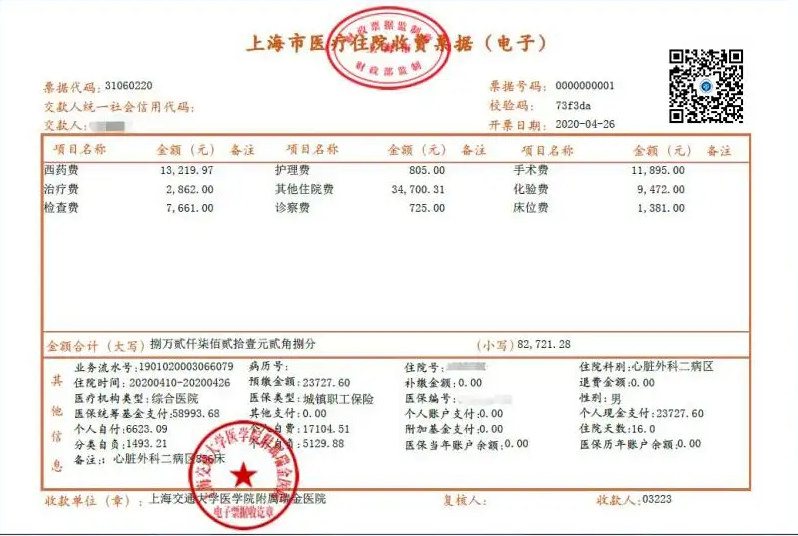 上海市医疗住院收费票据（电子）
财政部监制
票据代码：31060220 票据号码：0000000001
交款人统一社会信用代码： 校验码：73f3da
交款人： 开票日期：2020-04-26
项目名称 金额（元） 备注 项目名称 金额（元） 备注 项目名称 金额（元） 备注
西药费 13,219.97 护理费 805.00 手术费 11,895.00
治疗费 2,862.00 其他住院费 34,700.31 化验费 9,472.00
检查费 7,661.00 诊察费 725.00 床位费 1,381.00
金额合计（大写）捌万贰仟柒佰贰拾壹元贰角捌分 （小写）82,721.28
其他信息
业务流水号：1901020003066079 病历号： 住院号： 住院科别：心脏外科二病区
住院时间：20200410-20200426 预缴金额：23727.60 补缴金额：0.00 退费金额：0.00
医疗机构类型：综合医院 医保类型：城镇职工保险 医保编号： 性别：男
医保统筹基金支付：58993.68 其他支付：0.00 个人账户支付：0.00 个人现金支付：23727.60
个人自付：6623.09 个人自费：17104.51 附加基金支付：0.00 住院天数：16.0
分类自负：1493.21 自负：5129.88 医保当年账户余额：0.00 医保历年账户余额：0.00
备注：：心脏外科二病区856床
上海交通大学医学院附属瑞金医院
电子票据收讫章
收款单位（章）：上海交通大学医学院附属瑞金医院 复核人： 收款人：03223